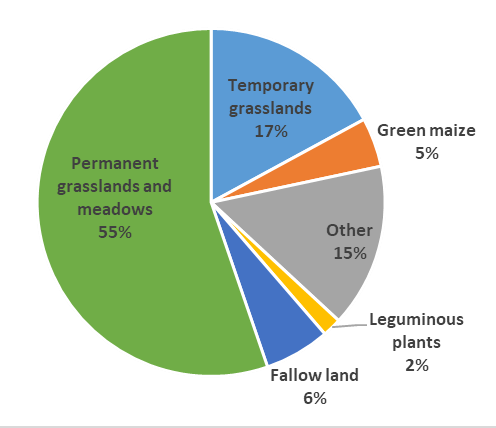 Temporary
grasslands
17%
Green maize
5%
Other
15%
Leguminous
plants
2%
Fallow land
6%
Permanent
grasslands and
meadows
55%